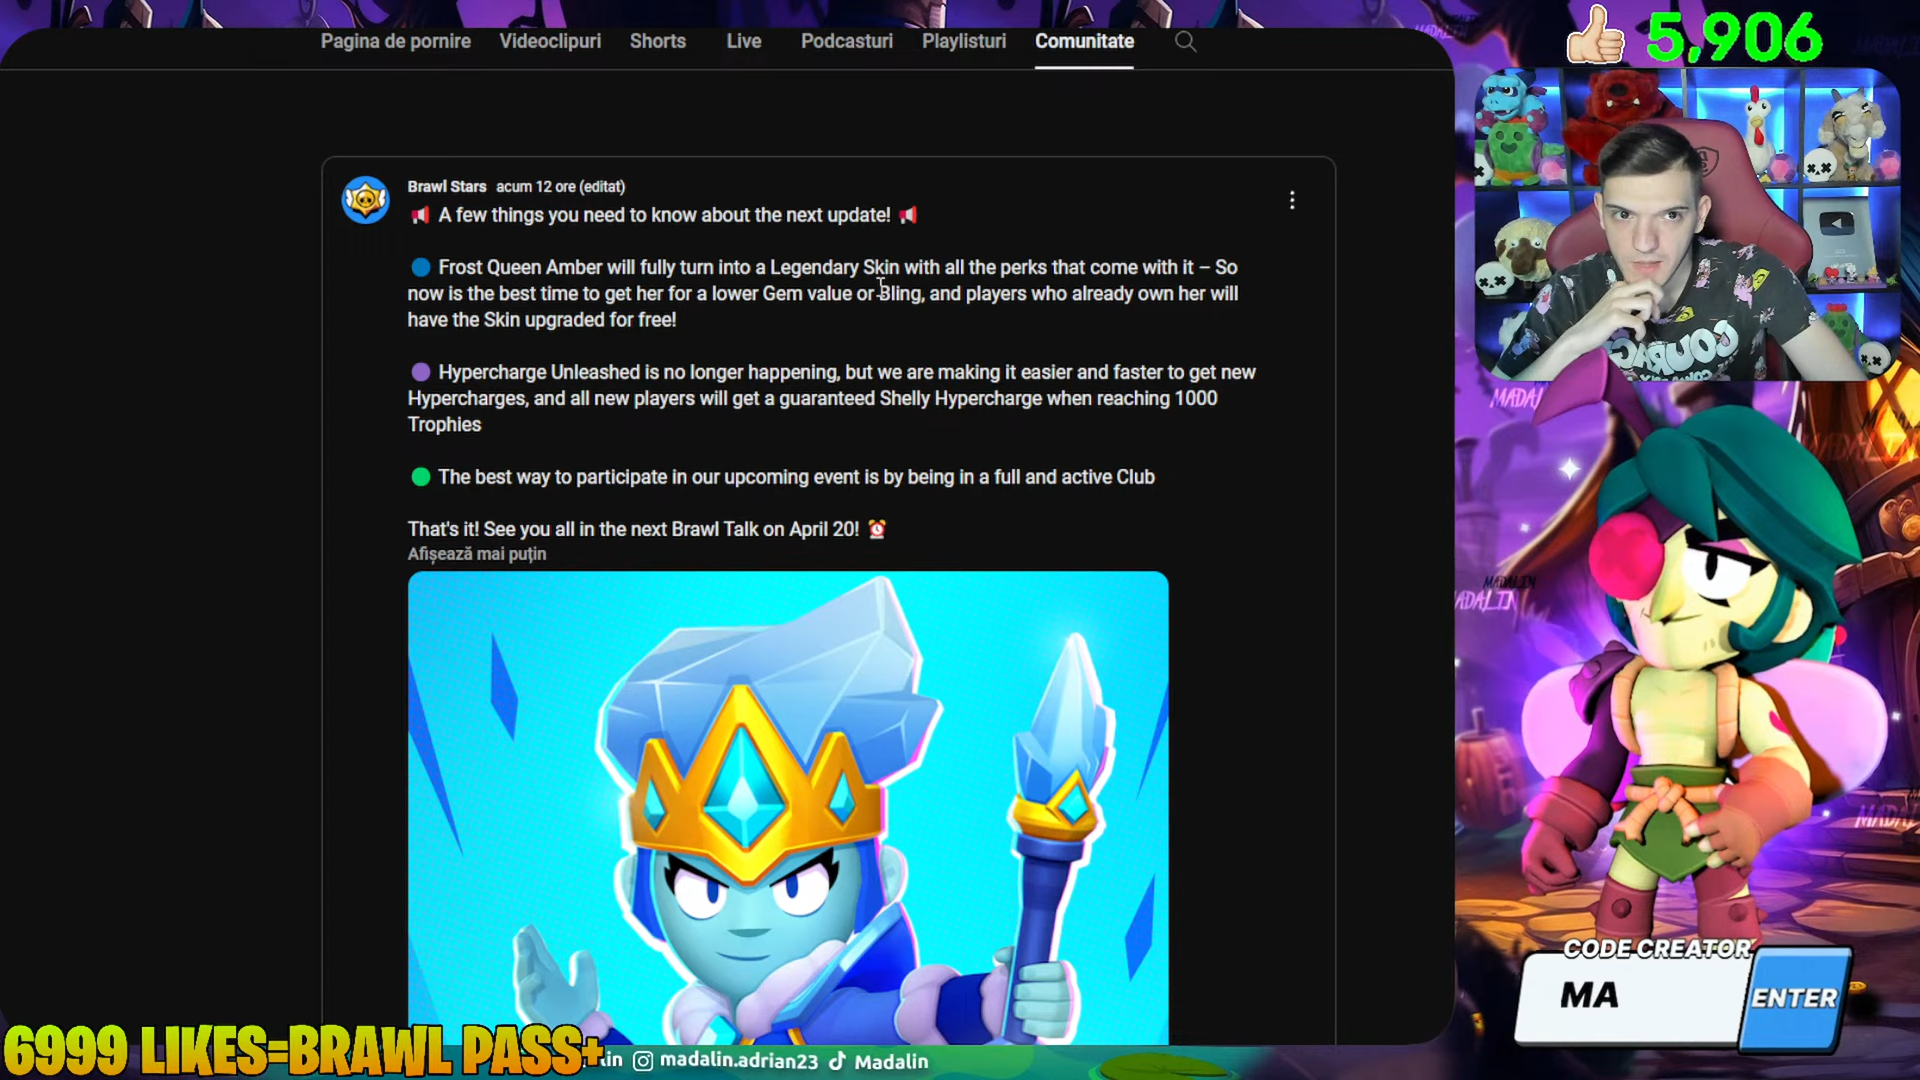 Pagina de pornire Videoclipuri Shorts Live Podcasturi Playlisturi Comunitate
5,906
Brawl Stars acum 12 ore (editat)
📢 A few things you need to know about the next update! 📢
🔵 Frost Queen Amber will fully turn into a Legendary Skin with all the perks that come with it – So
now is the best time to get her for a lower Gem value or Bling, and players who already own her will
have the Skin upgraded for free!
🟣 Hypercharge Unleashed is no longer happening, but we are making it easier and faster to get new
Hypercharges, and all new players will get a guaranteed Shelly Hypercharge when reaching 1000
Trophies
🟢 The best way to participate in our upcoming event is by being in a full and active Club
That's it! See you all in the next Brawl Talk on April 20! ⏰
Afișează mai puțin
MADALIN
MADALIN
CODE CREATOR
MA
ENTER
6999 LIKES=BRAWL PASS+
madalin.adrian23 Madalin